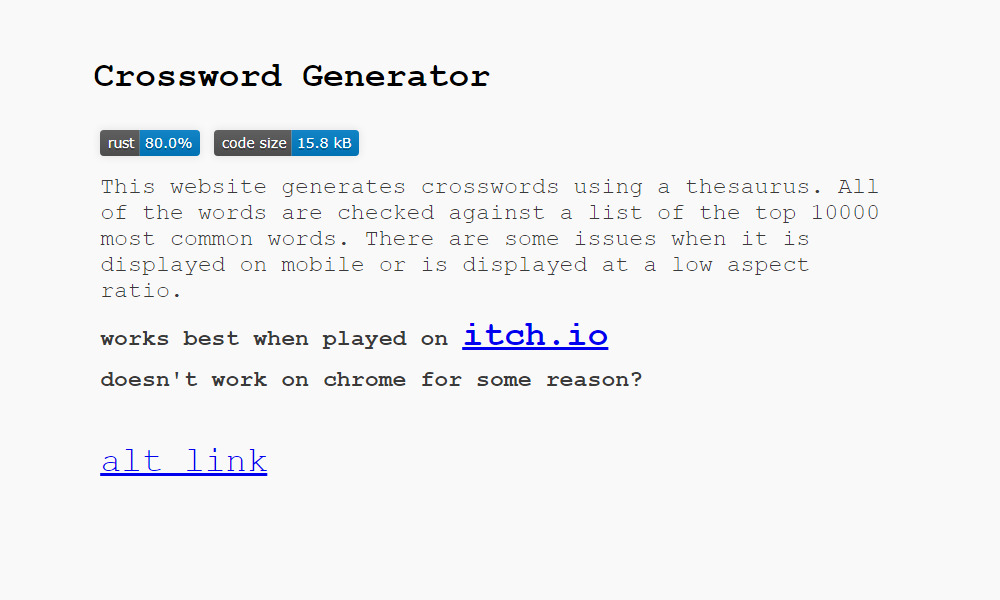 Crossword Generator
rust 80.0% code size 15.8 kB
This website generates crosswords using a thesaurus. All
of the words are checked against a list of the top 10000
most common words. There are some issues when it is
displayed on mobile or is displayed at a low aspect
ratio.
works best when played on itch.io
doesn't work on chrome for some reason?
alt link